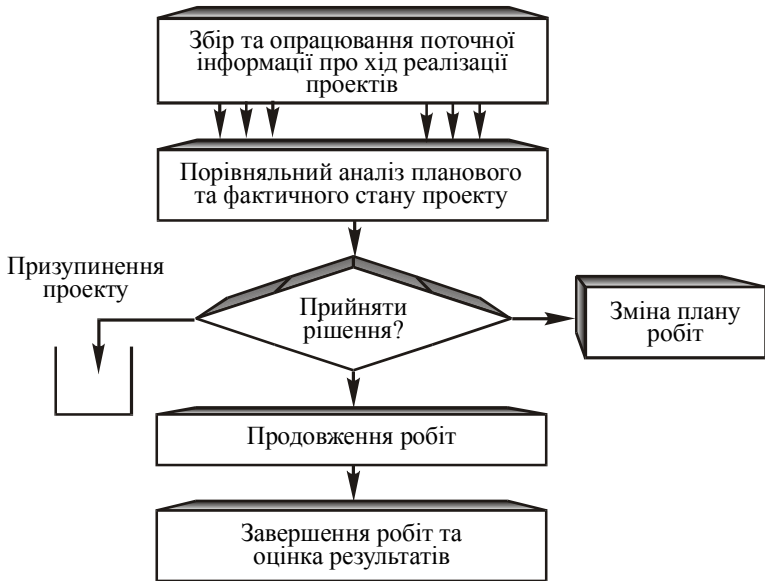 Збір та опрацювання поточної
інформації про хід реалізації
проектів
Порівняльний аналіз планового
та фактичного стану проекту
Призупинення
проекту
Прийняти
рішення?
Зміна плану
робіт
Продовження робіт
Завершення робіт та
оцінка результатів